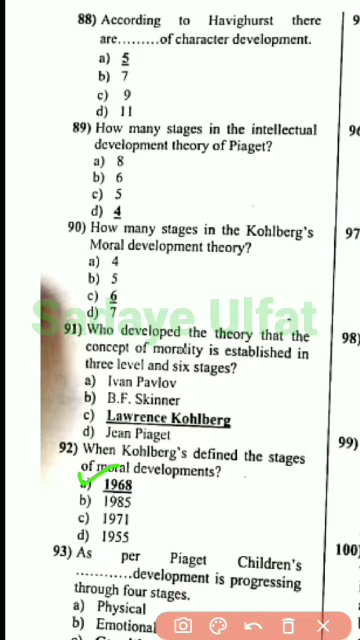 88) According to Havighurst there
are.........of character development.
a) 5
b) 7
c) 9
d) 11
89) How many stages in the intellectual
development theory of Piaget?
a) 8
b) 6
c) 5
d) 4
90) How many stages in the Kohlberg's
Moral development theory?
a) 4
b) 5
c) 6
d) 7
Sadaye Ulfat
91) Who developed the theory that the
concept of morality is established in
three level and six stages?
a) Ivan Pavlov
b) B.F. Skinner
c) Lawrence Kohlberg
d) Jean Piaget
92) When Kohlberg's defined the stages
of moral developments?
a) 1968
b) 1985
c) 1971
d) 1955
93) As per Piaget Children's
............development is progressing
through four stages.
a) Physical
b) Emotional
97)
98)
99)
100)